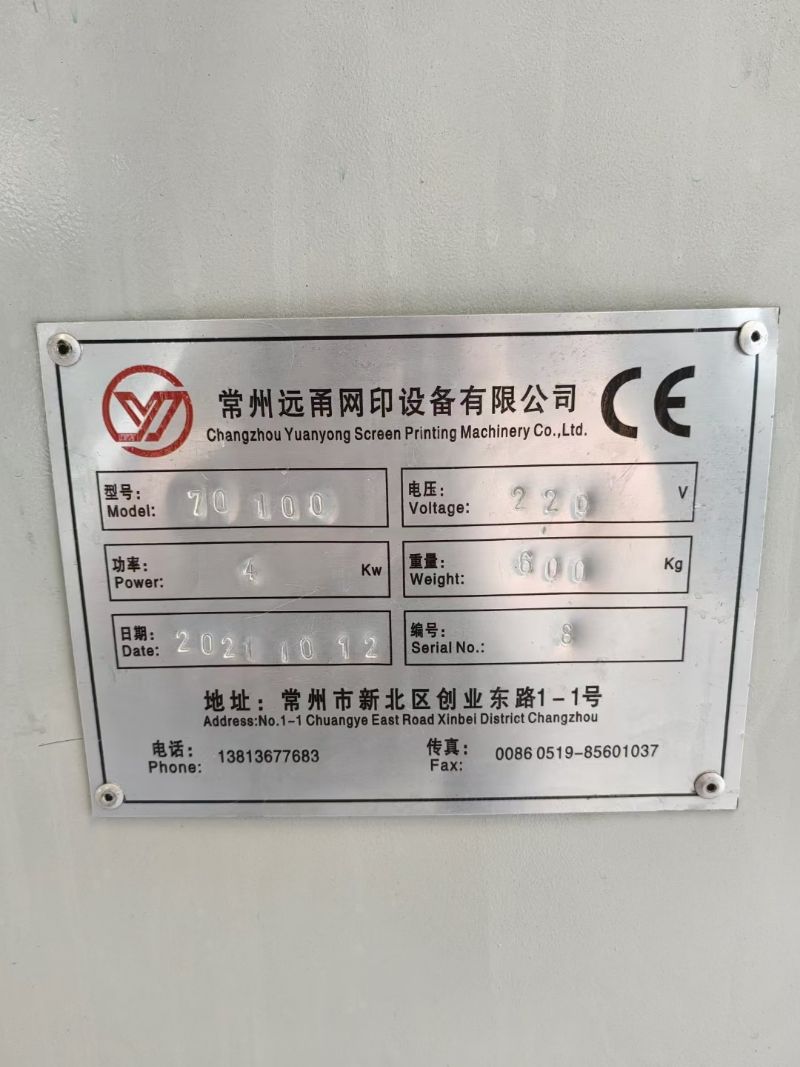 常州远甬网印设备有限公司 CE
Changzhou Yuanyong Screen Printing Machinery Co.,Ltd.
型号: 70 100 电压: 220 V
Model: Voltage:
功率: 4 Kw 重量: 600 Kg
Power: Weight:
日期: 2021 10 12 编号: 8
Date: Serial No.:
地址: 常州市新北区创业东路1-1号
Address:No.1-1 Chuangye East Road Xinbei District Changzhou
电话: 13813677683 传真: 0086 0519-85601037
Phone: Fax: